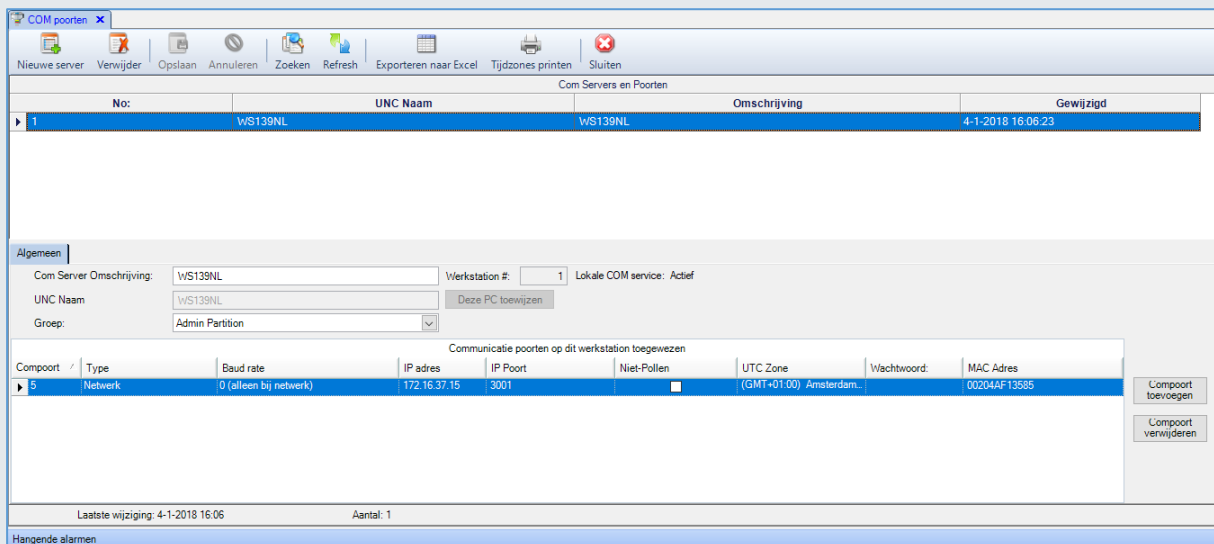 COM poorten
Nieuwe server Verwijder Opslaan Annuleren Zoeken Refresh Exporteren naar Excel Tijdzones printen Sluiten
Com Servers en Poorten
No: UNC Naam Omschrijving Gewijzigd
1 WS139NL WS139NL 4-1-2018 16:06:23
Algemeen
Com Server Omschrijving: WS139NL Werkstation #: 1 Lokale COM service: Actief
UNC Naam WS139NL Deze PC toewijzen
Groep: Admin Partition
Communicatie poorten op dit werkstation toegewezen
Compoort Type Baud rate IP adres IP Poort Niet-Pollen UTC Zone Wachtwoord: MAC Adres
5 Netwerk 0 (alleen bij netwerk) 172.16.37.15 3001 (GMT+01:00) Amsterdam... 00204AF13585
Compoort toevoegen
Compoort verwijderen
Laatste wijziging: 4-1-2018 16:06 Aantal: 1
Hangende alarmen